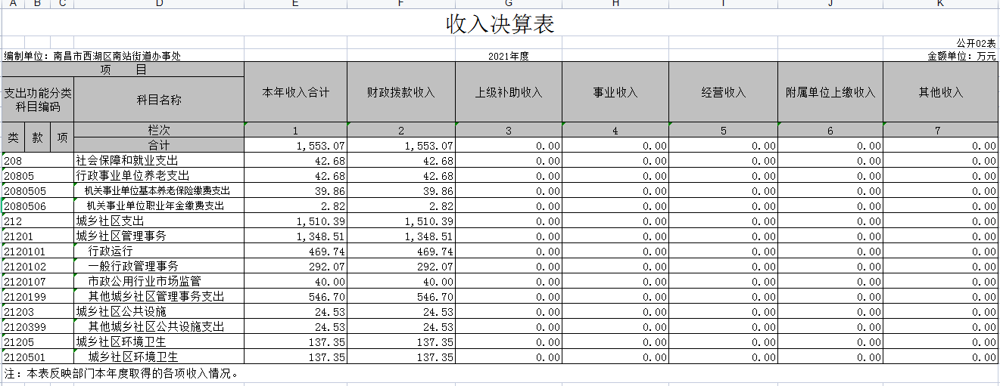 A B C D E F G H I J K
收入决算表
公开02表
编制单位：南昌市西湖区南站街道办事处 2021年度 金额单位：万元
项 目
本年收入合计 财政拨款收入 上级补助收入 事业收入 经营收入 附属单位上缴收入 其他收入
支出功能分类
科目编码
科目名称
类 款 项 栏次 1 2 3 4 5 6 7
合计 1,553.07 1,553.07 0.00 0.00 0.00 0.00 0.00
208 社会保障和就业支出 42.68 42.68 0.00 0.00 0.00 0.00 0.00
20805 行政事业单位养老支出 42.68 42.68 0.00 0.00 0.00 0.00 0.00
2080505 机关事业单位基本养老保险缴费支出 39.86 39.86 0.00 0.00 0.00 0.00 0.00
2080506 机关事业单位职业年金缴费支出 2.82 2.82 0.00 0.00 0.00 0.00 0.00
212 城乡社区支出 1,510.39 1,510.39 0.00 0.00 0.00 0.00 0.00
21201 城乡社区管理事务 1,348.51 1,348.51 0.00 0.00 0.00 0.00 0.00
2120101 行政运行 469.74 469.74 0.00 0.00 0.00 0.00 0.00
2120102 一般行政管理事务 292.07 292.07 0.00 0.00 0.00 0.00 0.00
2120107 市政公用行业市场监管 40.00 40.00 0.00 0.00 0.00 0.00 0.00
2120199 其他城乡社区管理事务支出 546.70 546.70 0.00 0.00 0.00 0.00 0.00
21203 城乡社区公共设施 24.53 24.53 0.00 0.00 0.00 0.00 0.00
2120399 其他城乡社区公共设施支出 24.53 24.53 0.00 0.00 0.00 0.00 0.00
21205 城乡社区环境卫生 137.35 137.35 0.00 0.00 0.00 0.00 0.00
2120501 城乡社区环境卫生 137.35 137.35 0.00 0.00 0.00 0.00 0.00
注：本表反映部门本年度取得的各项收入情况。